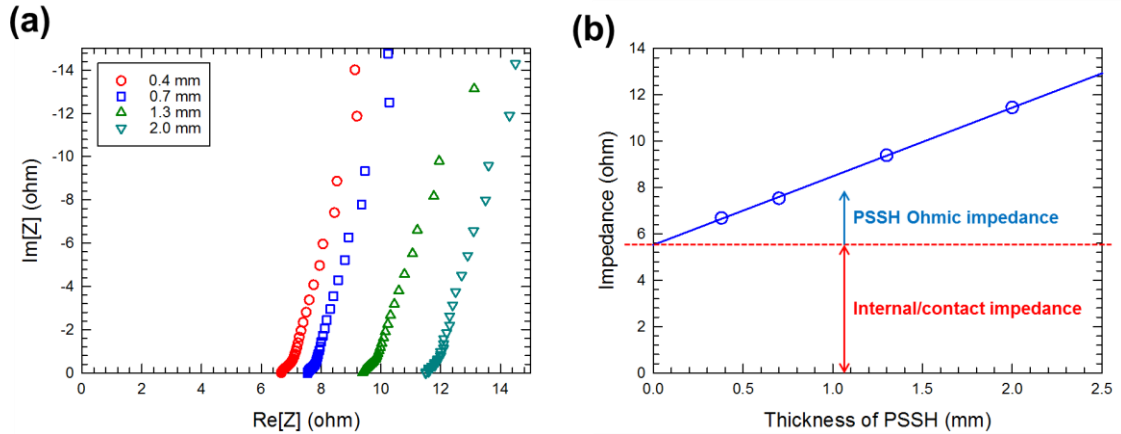 (a)
-14
-12
-10
-8
-6
-4
-2
0
Im[Z] (ohm)
0.4 mm
0.7 mm
1.3 mm
2.0 mm
0 2 4 6 8 10 12 14
Re[Z] (ohm)
(b)
14
12
10
8
6
4
2
0
Impedance (ohm)
PSSH Ohmic impedance
Internal/contact impedance
0.0 0.5 1.0 1.5 2.0 2.5
Thickness of PSSH (mm)